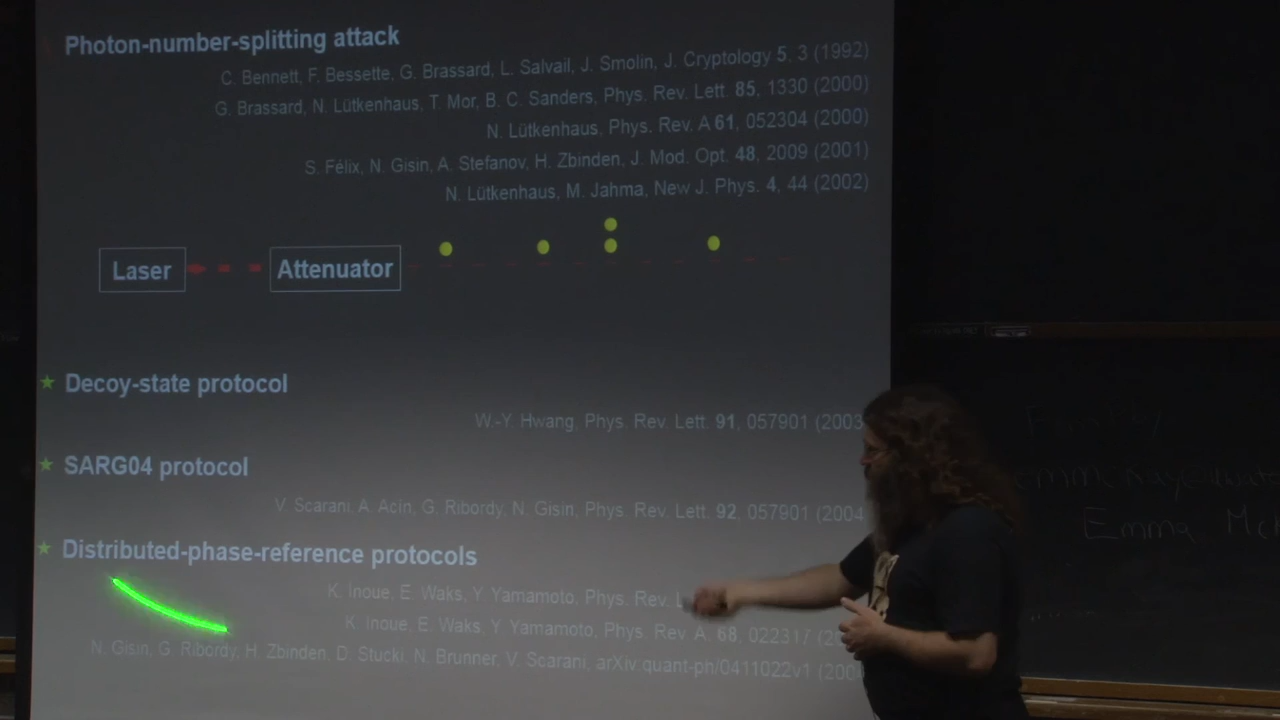 Photon-number-splitting attack
C. Bennett, F. Bessette, G. Brassard, L. Salvail, J. Smolin, J. Cryptology 5, 3 (1992)
G. Brassard, N. Lütkenhaus, T. Mor, B. C. Sanders, Phys. Rev. Lett. 85, 1330 (2000)
N. Lütkenhaus, Phys. Rev. A 61, 052304 (2000)
S. Félix, N. Gisin, A. Stefanov, H. Zbinden, J. Mod. Opt. 48, 2009 (2001)
N. Lütkenhaus, M. Jahma, New J. Phys. 4, 44 (2002)
Laser Attenuator
Decoy-state protocol
W.-Y. Hwang, Phys. Rev. Lett. 91, 057901 (2003
SARG04 protocol
V. Scarani, A. Acín, G. Ribordy, N. Gisin, Phys. Rev. Lett. 92, 057901 (2004
Distributed-phase-reference protocols
K. Inoue, E. Waks, Y. Yamamoto, Phys. Rev.
K. Inoue, E. Waks, Y. Yamamoto, Phys. Rev. A. 68, 022317
N. Gisin, G. Ribordy, H. Zbinden, D. Stucki, N. Brunner, V. Scarani, arXiv:quant-ph/0411022v1
Emma